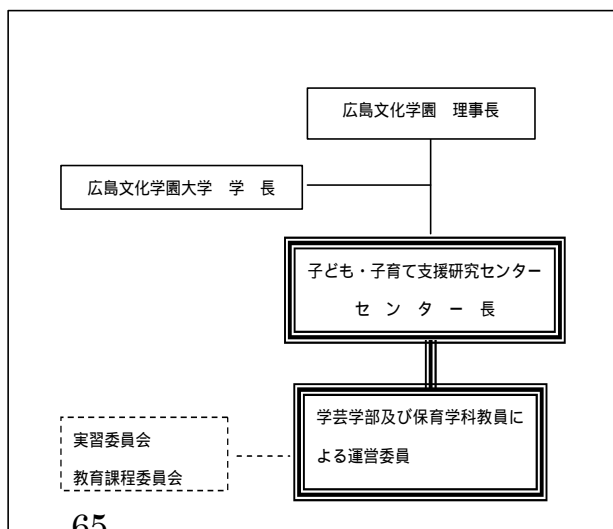 広島文化学園　理事長
広島文化学園大学　学　長
子ども・子育て支援研究センター
セ　ン　タ　ー　長
学芸学部及び保育学科教員に
よる運営委員
実習委員会
教育課程委員会
65